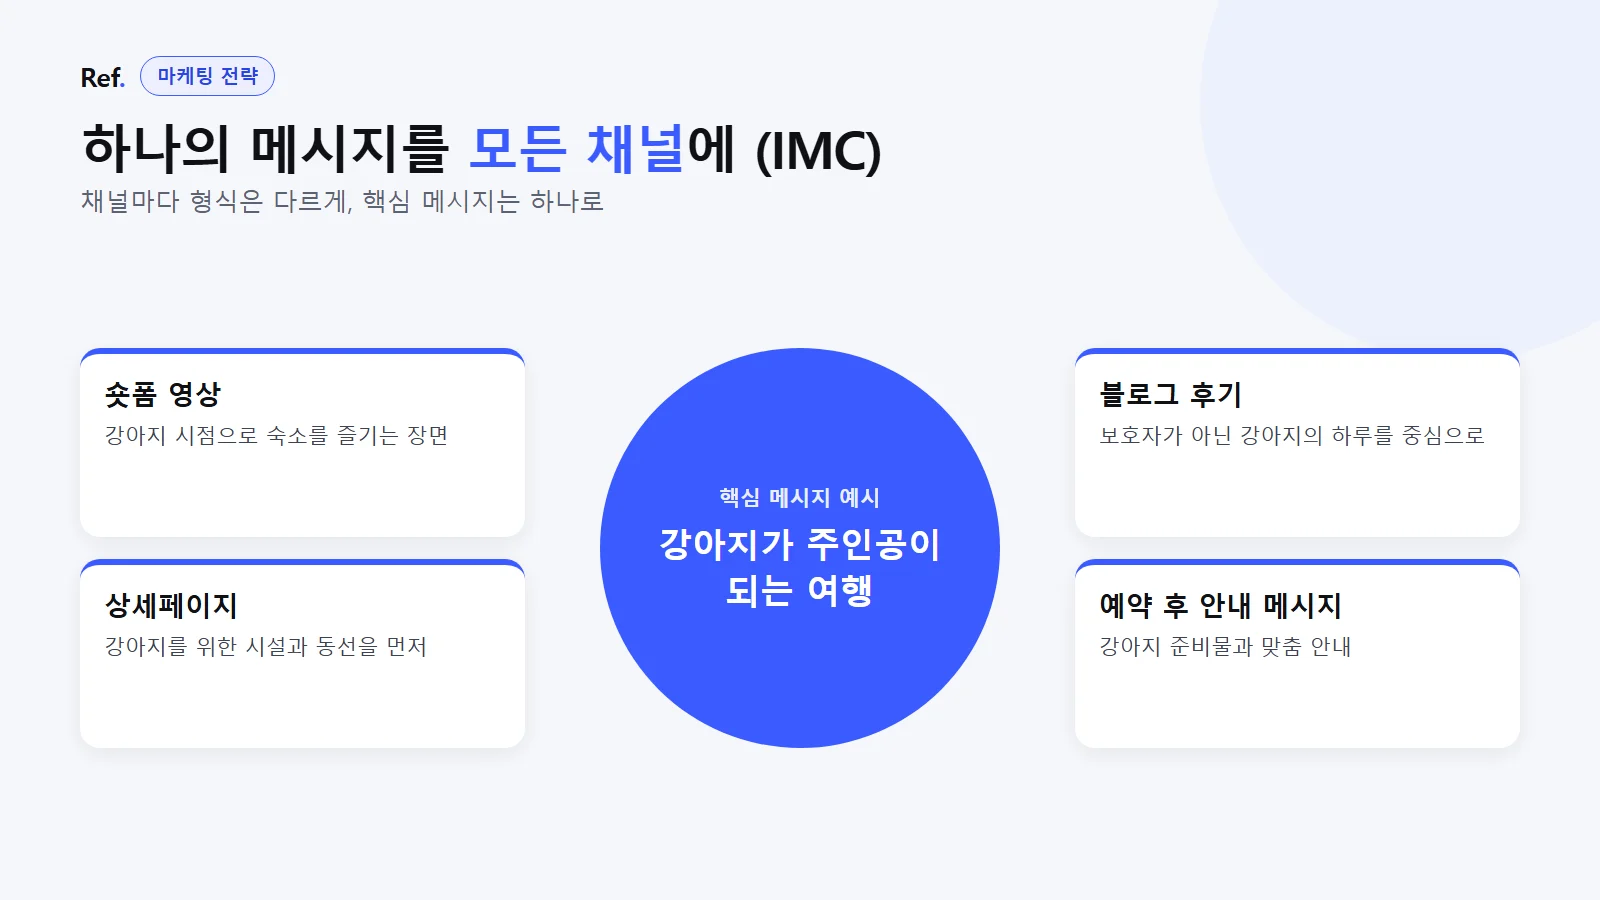 Ref. 마케팅 전략
하나의 메시지를 모든 채널에 (IMC)
채널마다 형식은 다르게, 핵심 메시지는 하나로
숏폼 영상
강아지 시점으로 숙소를 즐기는 장면
상세페이지
강아지를 위한 시설과 동선을 먼저
핵심 메시지 예시
강아지가 주인공이
되는 여행
블로그 후기
보호자가 아닌 강아지의 하루를 중심으로
예약 후 안내 메시지
강아지 준비물과 맞춤 안내